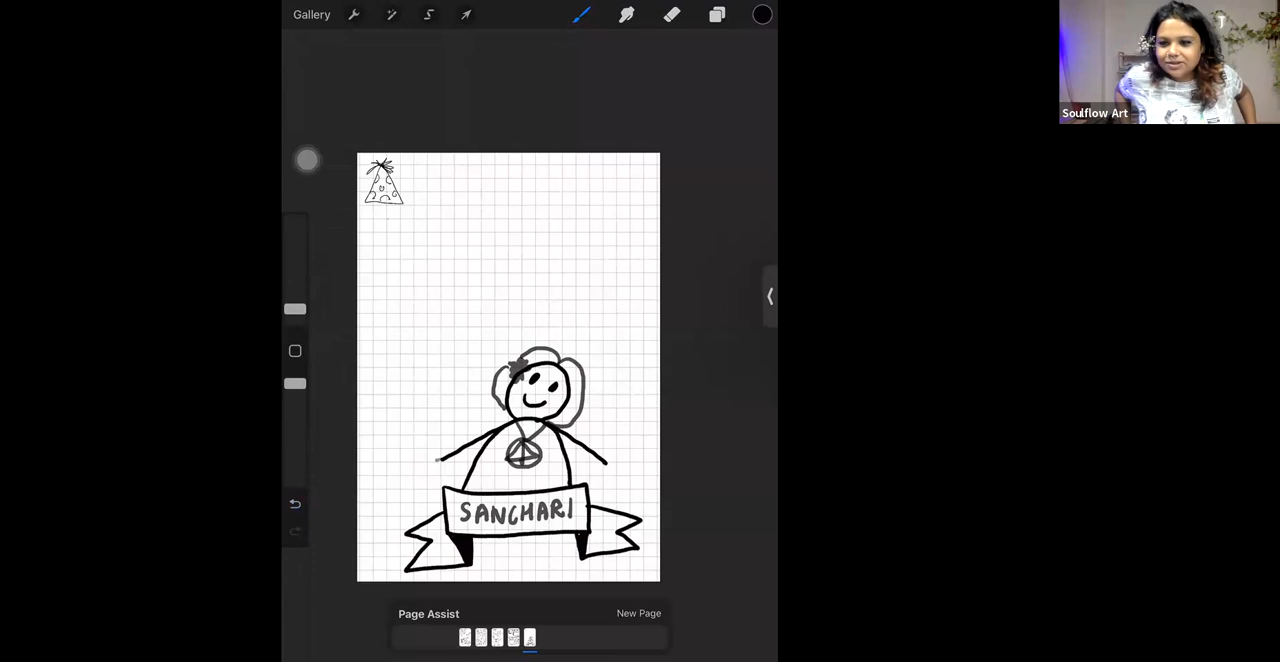 Gallery
Soulflow Art
SANCHARI
Page Assist
New Page